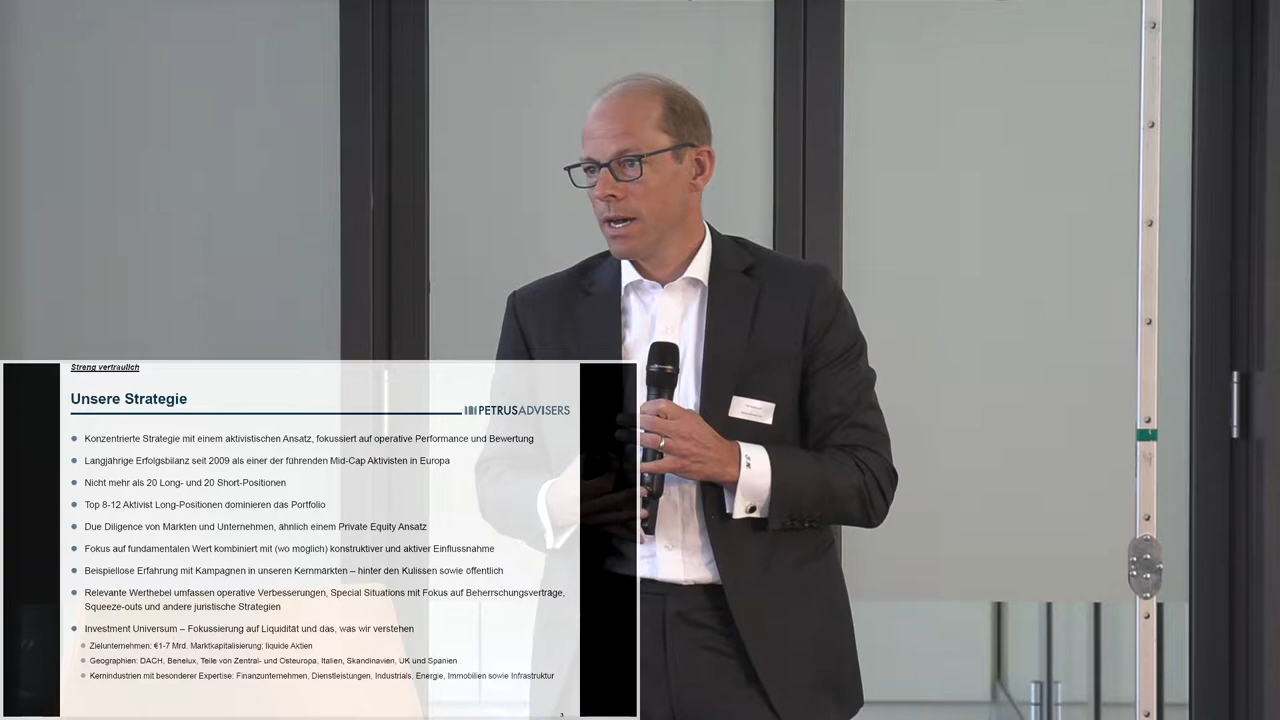 Streng vertraulich
Unsere Strategie
PETRUSADVISERS
Konzentrierte Strategie mit einem aktivistischen Ansatz, fokussiert auf operative Performance und Bewertung
Langjährige Erfolgsbilanz seit 2009 als einer der führenden Mid-Cap Aktivisten in Europa
Nicht mehr als 20 Long- und 20 Short-Positionen
Top 8-12 Aktivist Long-Positionen dominieren das Portfolio
Due Diligence von Märkten und Unternehmen, ähnlich einem Private Equity Ansatz
Fokus auf fundamentalen Wert kombiniert mit (wo möglich) konstruktiver und aktiver Einflussnahme
Beispiellose Erfahrung mit Kampagnen in unseren Kernmärkten – hinter den Kulissen sowie öffentlich
Relevante Werthebel umfassen operative Verbesserungen, Special Situations mit Fokus auf Beherrschungsverträge,
Squeeze-outs und andere juristische Strategien
Investment Universum – Fokussierung auf Liquidität und das, was wir verstehen
Zielunternehmen: €1-7 Mrd. Marktkapitalisierung; liquide Aktien
Geographien: DACH, Benelux, Teile von Zentral- und Osteuropa, Italien, Skandinavien, UK und Spanien
Kernindustrien mit besonderer Expertise: Finanzunternehmen, Dienstleistungen, Industrials, Energie, Immobilien sowie Infrastruktur
3